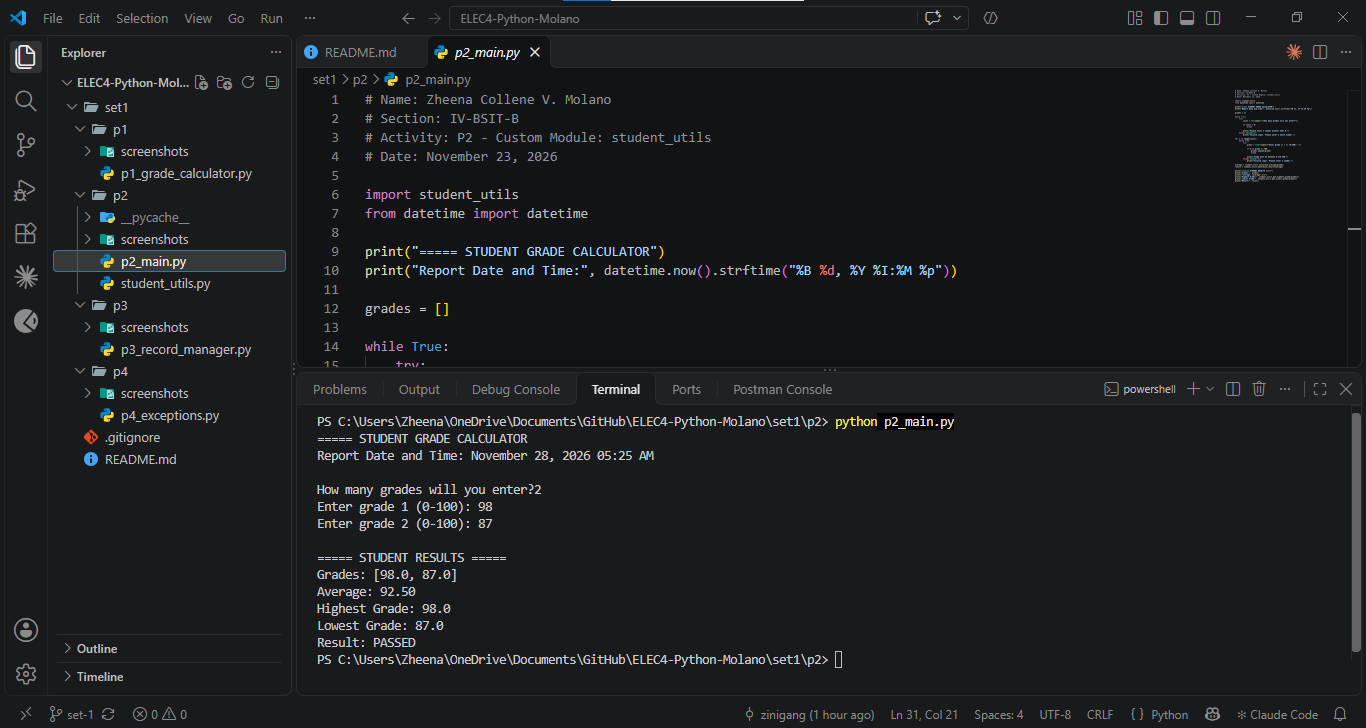 File Edit Selection View Go Run ···
ELEC4-Python-Molano
Explorer
README.md
p2_main.py
ELEC4-Python-Mol...
set1
p1
screenshots
p1_grade_calculator.py
p2
__pycache__
screenshots
p2_main.py
student_utils.py
p3
screenshots
p3_record_manager.py
p4
screenshots
p4_exceptions.py
.gitignore
README.md
Outline
Timeline
set1 > p2 > p2_main.py
1 # Name: Zheena Collene V. Molano
2 # Section: IV-BSIT-B
3 # Activity: P2 - Custom Module: student_utils
4 # Date: November 23, 2026
5
6 import student_utils
7 from datetime import datetime
8
9 print("===== STUDENT GRADE CALCULATOR")
10 print("Report Date and Time:", datetime.now().strftime("%B %d, %Y %I:%M %p"))
11
12 grades = []
13
14 while True:
15 try:
Problems Output Debug Console Terminal Ports Postman Console
powershell
PS C:\Users\Zheena\OneDrive\Documents\GitHub\ELEC4-Python-Molano\set1\p2> python p2_main.py
===== STUDENT GRADE CALCULATOR
Report Date and Time: November 28, 2026 05:25 AM
How many grades will you enter?2
Enter grade 1 (0-100): 98
Enter grade 2 (0-100): 87
===== STUDENT RESULTS =====
Grades: [98.0, 87.0]
Average: 92.50
Highest Grade: 98.0
Lowest Grade: 87.0
Result: PASSED
PS C:\Users\Zheena\OneDrive\Documents\GitHub\ELEC4-Python-Molano\set1\p2>
set-1 0 0 zinigang (1 hour ago) Ln 31, Col 21 Spaces: 4 UTF-8 CRLF {} Python Claude Code